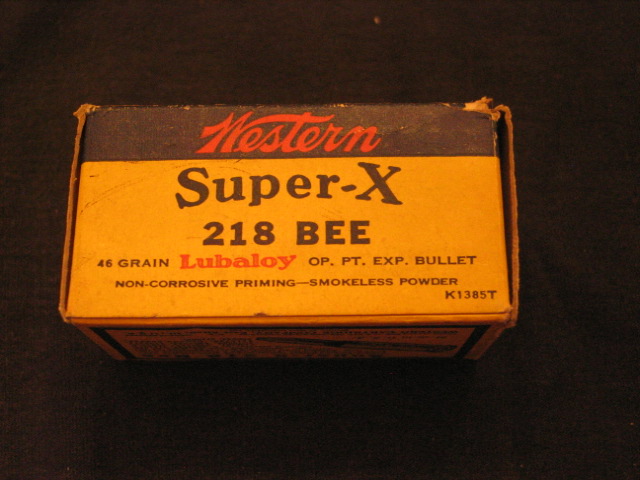 Western
Super-X
218 BEE
46 GRAIN Lubaloy OP. PT. EXP. BULLET
NON-CORROSIVE PRIMING—SMOKELESS POWDER
K1385T